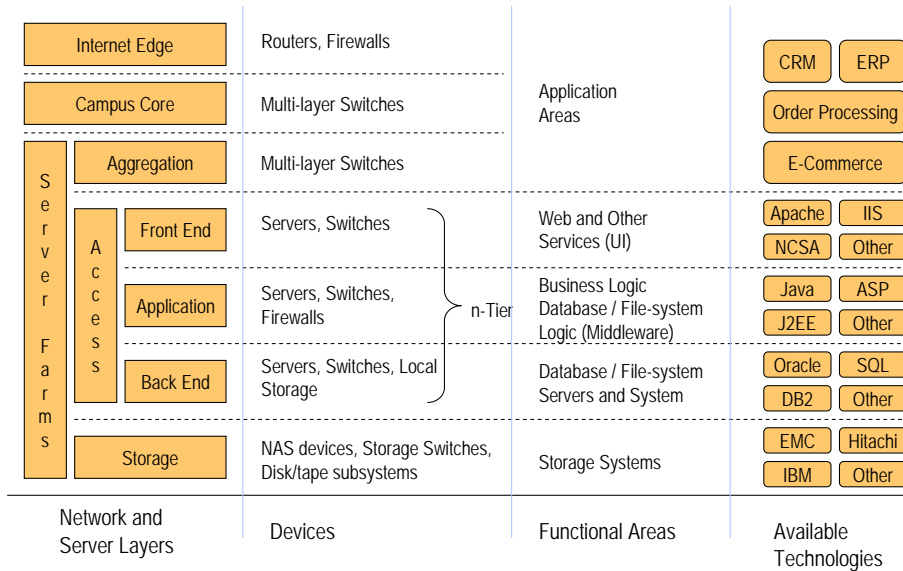 Internet Edge
Routers, Firewalls
CRM
ERP
Campus Core
Multi-layer Switches
Application
Areas
Order Processing
Server Farms
Aggregation
Multi-layer Switches
E-Commerce
Access
Front End
Servers, Switches
Web and Other
Services (UI)
Apache
IIS
NCSA
Other
Application
Servers, Switches,
Firewalls
n-Tier
Business Logic
Database / File-system
Logic (Middleware)
Java
ASP
J2EE
Other
Back End
Servers, Switches, Local
Storage
Database / File-system
Servers and System
Oracle
SQL
DB2
Other
Storage
NAS devices, Storage Switches,
Disk/tape subsystems
Storage Systems
EMC
Hitachi
IBM
Other
Network and
Server Layers
Devices
Functional Areas
Available
Technologies